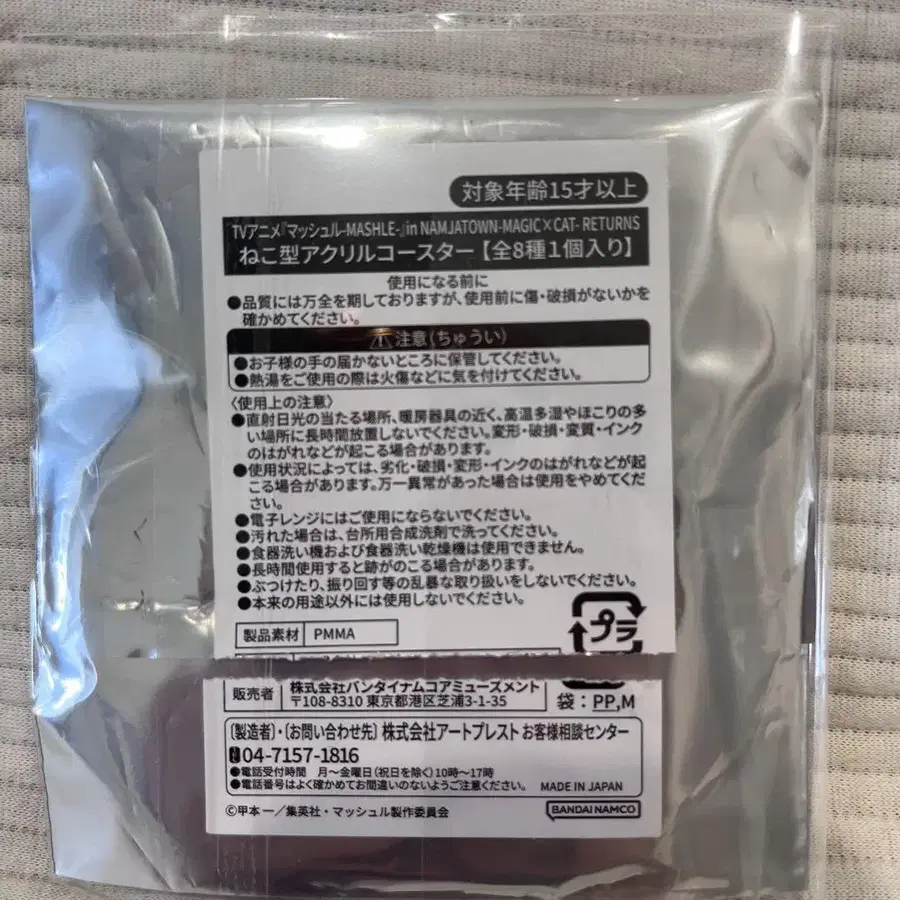 対象年齢15才以上
TVアニメ『マッシュル-MASHLE-』in NAMJATOWN-MAGIC×CAT- RETURNS
ねこ型アクリルコースター【全8種1個入り】
使用になる前に
●品質には万全を期しておりますが、使用前に傷・破損がないかを
確かめてください。
⚠注意(ちゅうい)
●お子様の手の届かないところに保管してください。
●熱湯をご使用の際は火傷などに気を付けてください。
〈使用上の注意〉
●直射日光の当たる場所、暖房器具の近く、高温多湿やほこりの多
い場所に長時間放置しないでください。変形・破損・変質・インク
のはがれなどが起こる場合があります。
●使用状況によっては、劣化・破損・変形・インクのはがれなどが起
こる場合があります。万一異常があった場合は使用をやめてくだ
さい。
●電子レンジにはご使用にならないでください。
●汚れた場合は、台所用合成洗剤で洗ってください。
●食器洗い機および食器洗い乾燥機は使用できません。
●長時間使用すると跡がのこる場合があります。
●ぶつけたり、振り回す等の乱暴な取り扱いをしないでください。
●本来の用途以外には使用しないでください。
製品素材 PMMA
プラ
販売者 株式会社バンダイナムコアミューズメント
〒108-8310 東京都港区芝浦3-1-35
袋:PP,M
〔製造者〕・〔お問い合わせ先〕株式会社アートプレスト お客様相談センター
04-7157-1816
●電話受付時間 月〜金曜日(祝日を除く)10時〜17時
●電話番号はよく確かめてお間違いのないようご注意ください。 MADE IN JAPAN
©甲本一/集英社・マッシュル製作委員会 BANDAI NAMCO